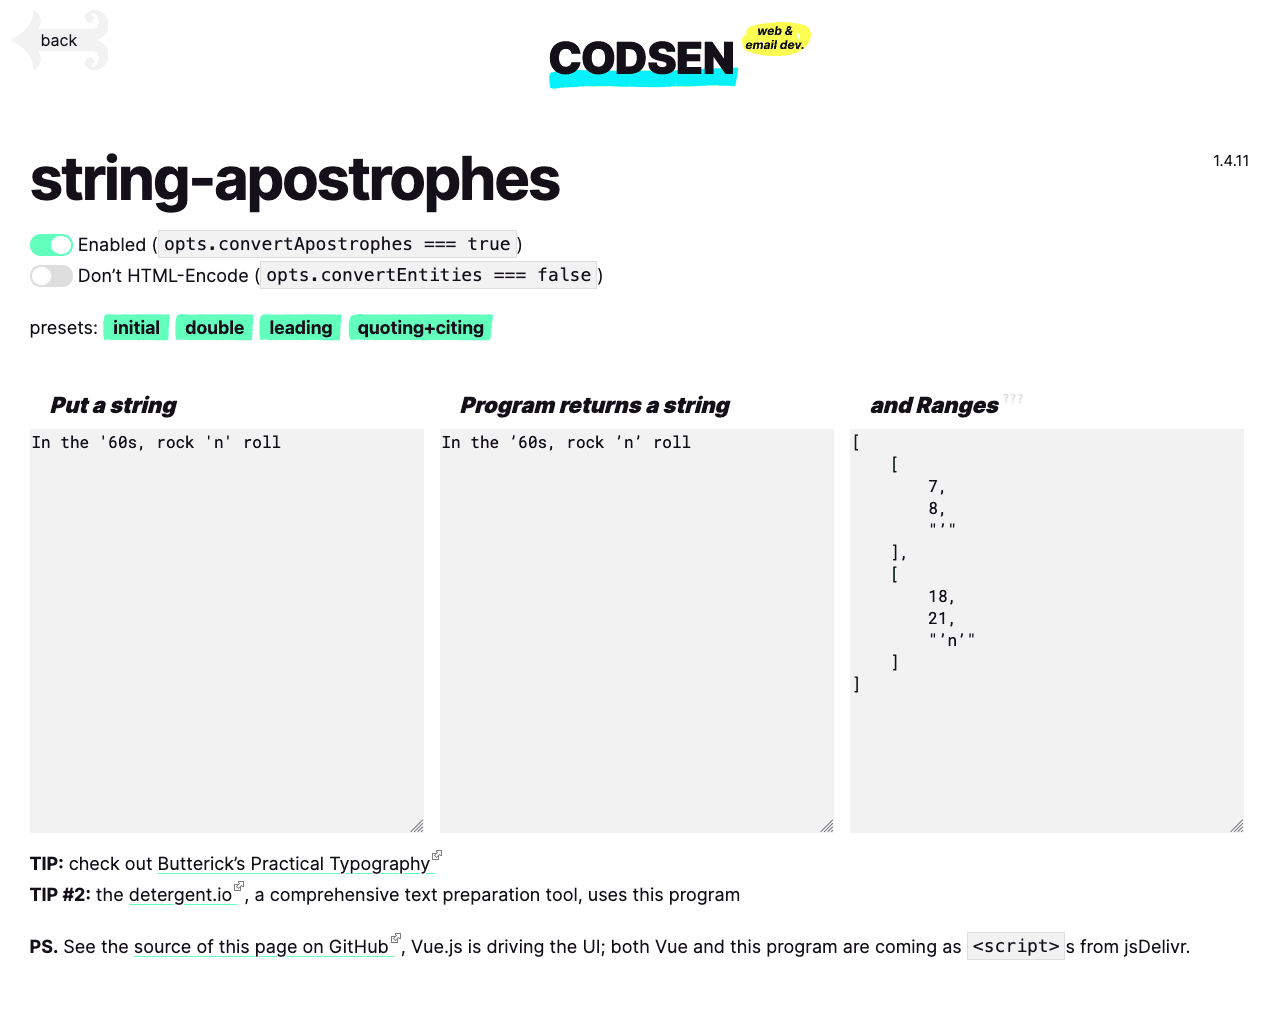 back
CODSEN
web &
email dev.
string-apostrophes
1.4.11
Enabled (opts.convertApostrophes === true)
Don’t HTML-Encode (opts.convertEntities === false)
presets: initial double leading quoting+citing
Put a string
In the '60s, rock 'n' roll
Program returns a string
In the ’60s, rock ’n’ roll
and Ranges ???
[
    [
        7,
        8,
        "’"
    ],
    [
        18,
        21,
        "’n’"
    ]
]
TIP: check out Butterick’s Practical Typography
TIP #2: the detergent.io, a comprehensive text preparation tool, uses this program
PS. See the source of this page on GitHub, Vue.js is driving the UI; both Vue and this program are coming as <script>s from jsDelivr.